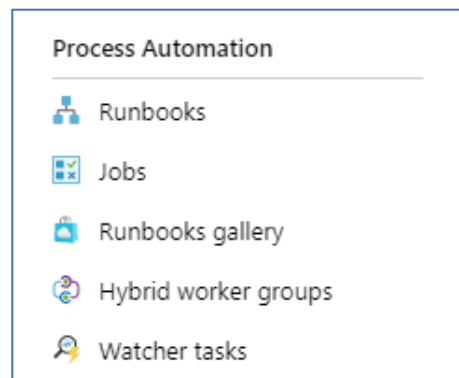 Process Automation
Runbooks
Jobs
Runbooks gallery
Hybrid worker groups
Watcher tasks